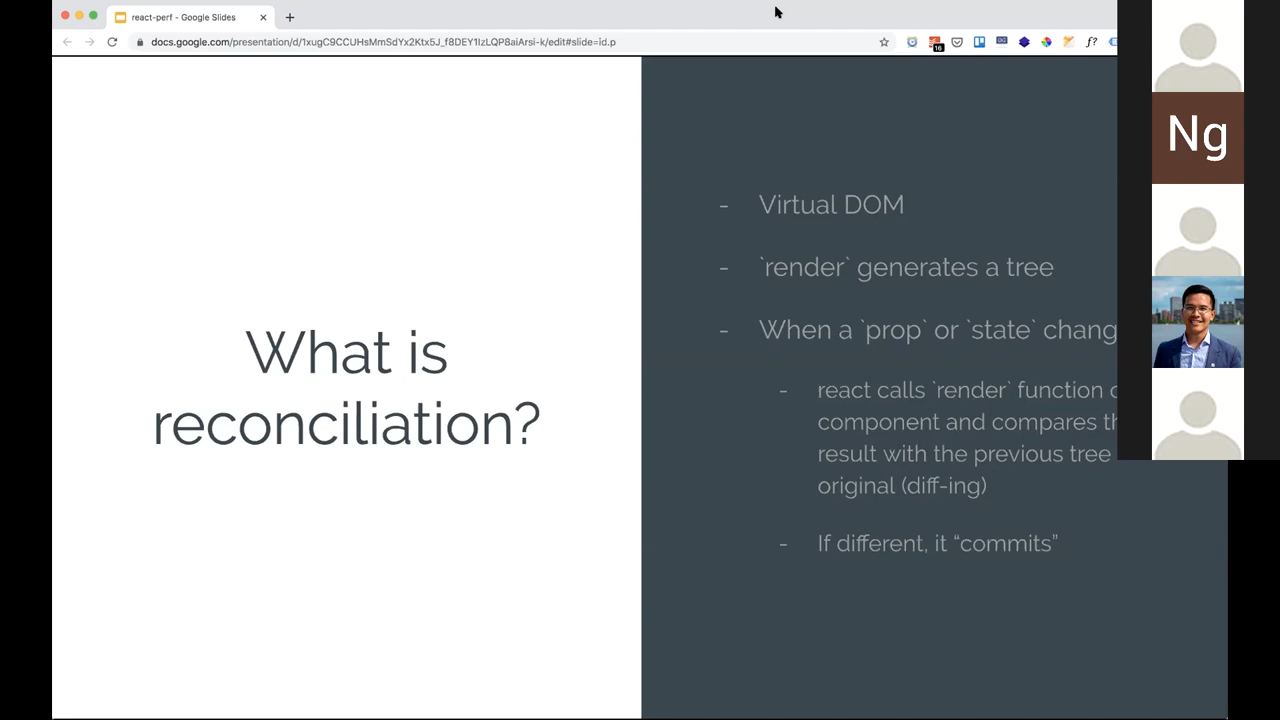 react-perf - Google Slides
docs.google.com/presentation/d/1xugC9CCUHsMmSdYx2Ktx5J_f8DEY1IzLQP8aiArsi-k/edit#slide=id.p
16
f?
Ng
What is
reconciliation?
- Virtual DOM
- `render` generates a tree
- When a `prop` or `state` chang
- react calls `render` function
component and compares th
result with the previous tree
original (diff-ing)
- If different, it “commits”